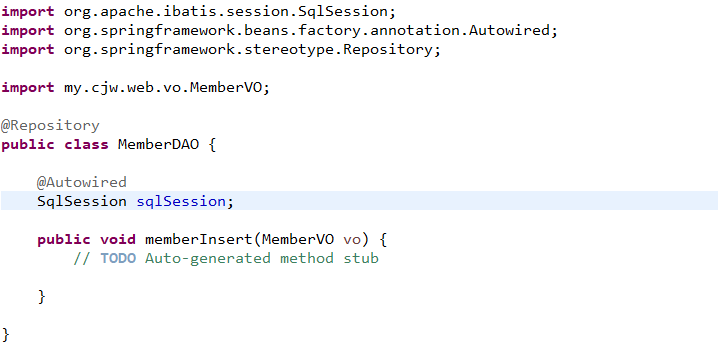 import org.apache.ibatis.session.SqlSession;
import org.springframework.beans.factory.annotation.Autowired;
import org.springframework.stereotype.Repository;
import my.cjw.web.vo.MemberVO;
@Repository
public class MemberDAO {
@Autowired
SqlSession sqlSession;
public void memberInsert(MemberVO vo) {
// TODO Auto-generated method stub
}
}